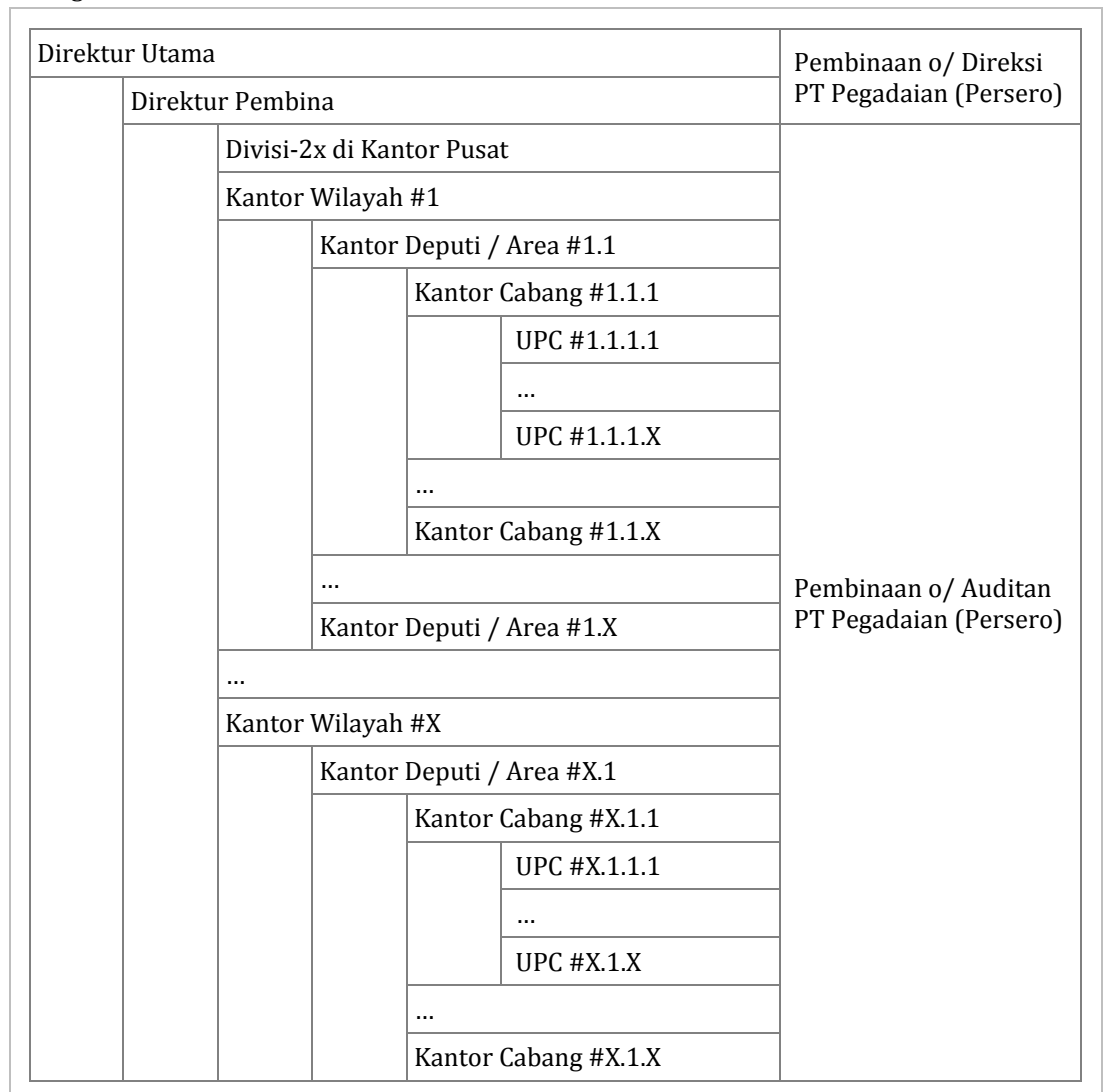 Direktur Utama
Pembinaan o/ Direksi
PT Pegadaian (Persero)
Direktur Pembina
Divisi-2x di Kantor Pusat
Kantor Wilayah #1
Kantor Deputi / Area #1.1
Kantor Cabang #1.1.1
UPC #1.1.1.1
...
UPC #1.1.1.X
...
Kantor Cabang #1.1.X
...
Kantor Deputi / Area #1.X
Pembinaan o/ Auditan
PT Pegadaian (Persero)
...
Kantor Wilayah #X
Kantor Deputi / Area #X.1
Kantor Cabang #X.1.1
UPC #X.1.1.1
...
UPC #X.1.X
...
Kantor Cabang #X.1.X